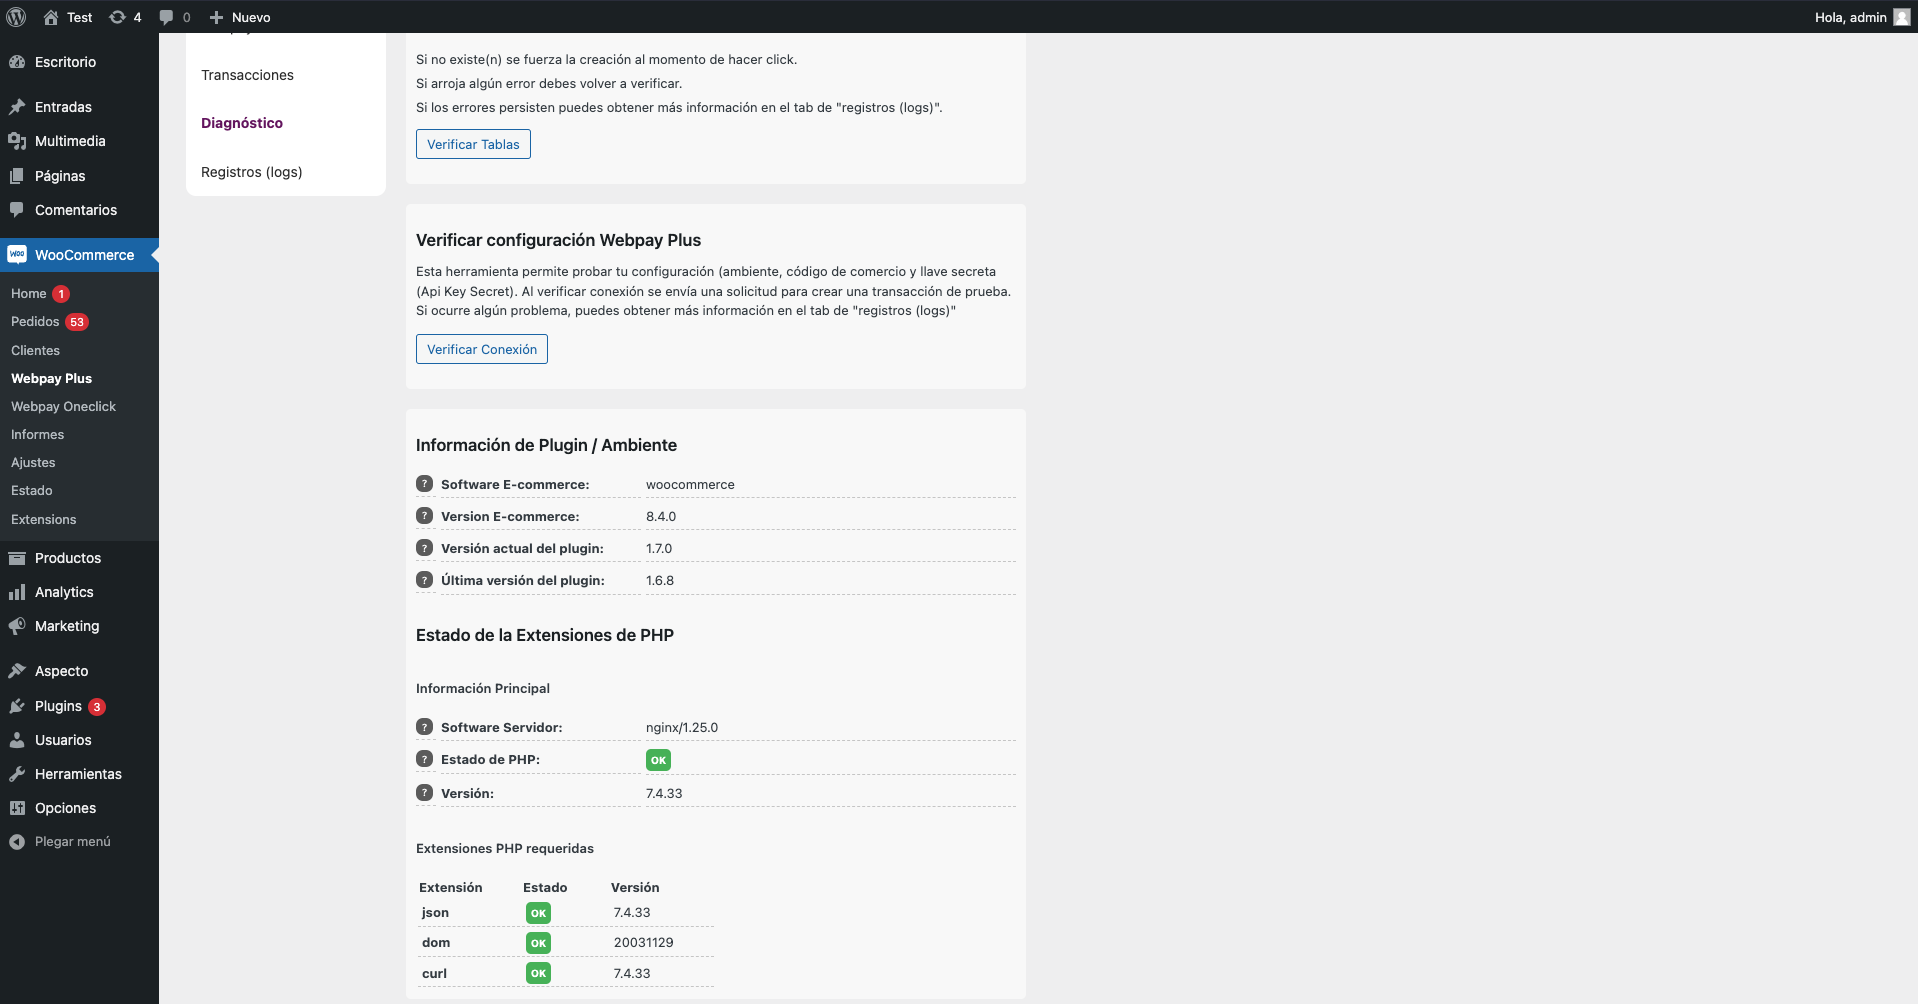 Test
4
0
Nuevo
Hola, admin
Escritorio
Entradas
Multimedia
Páginas
Comentarios
WooCommerce
Home 1
Pedidos 53
Clientes
Webpay Plus
Webpay Oneclick
Informes
Ajustes
Estado
Extensions
Productos
Analytics
Marketing
Aspecto
Plugins 3
Usuarios
Herramientas
Opciones
Plegar menú
Transacciones
Diagnóstico
Registros (logs)
Si no existe(n) se fuerza la creación al momento de hacer click.
Si arroja algún error debes volver a verificar.
Si los errores persisten puedes obtener más información en el tab de "registros (logs)".
Verificar Tablas
Verificar configuración Webpay Plus
Esta herramienta permite probar tu configuración (ambiente, código de comercio y llave secreta
(Api Key Secret). Al verificar conexión se envía una solicitud para crear una transacción de prueba.
Si ocurre algún problema, puedes obtener más información en el tab de "registros (logs)"
Verificar Conexión
Información de Plugin / Ambiente
? Software E-commerce: woocommerce
? Version E-commerce: 8.4.0
? Versión actual del plugin: 1.7.0
? Última versión del plugin: 1.6.8
Estado de la Extensiones de PHP
Información Principal
? Software Servidor: nginx/1.25.0
? Estado de PHP: OK
? Versión: 7.4.33
Extensiones PHP requeridas
Extensión Estado Versión
json OK 7.4.33
dom OK 20031129
curl OK 7.4.33